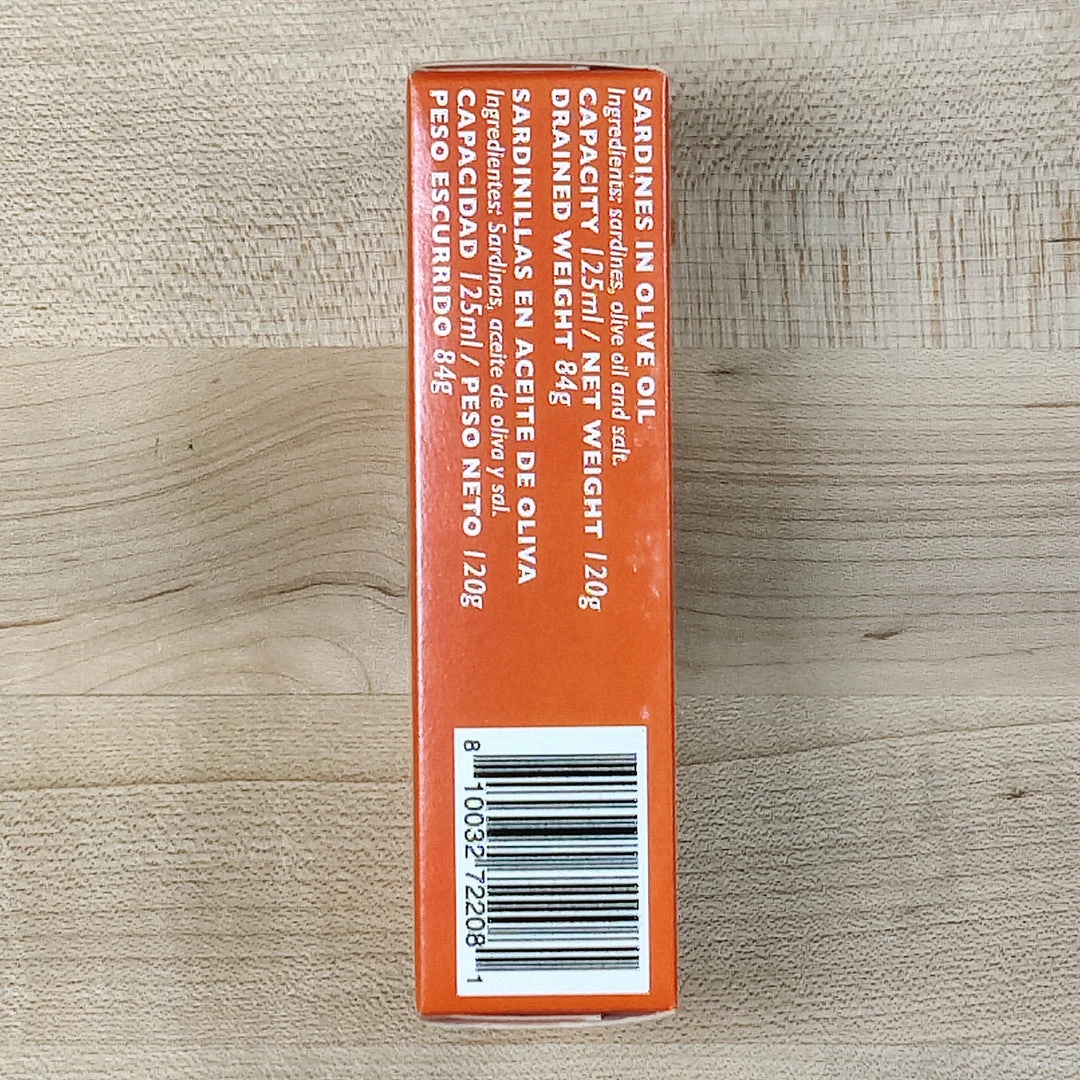 SARDINES IN OLIVE OIL
Ingredients: sardines, olive oil and salt.
CAPACITY 125ml / NET WEIGHT 120g
DRAINED WEIGHT 84g
SARDINILLAS EN ACEITE DE OLIVA
Ingredientes: Sardinas, aceite de oliva y sal.
CAPACIDAD 125ml / PESO NETO 120g
PESO ESCURRIDO 84g
8 10032 72208 1